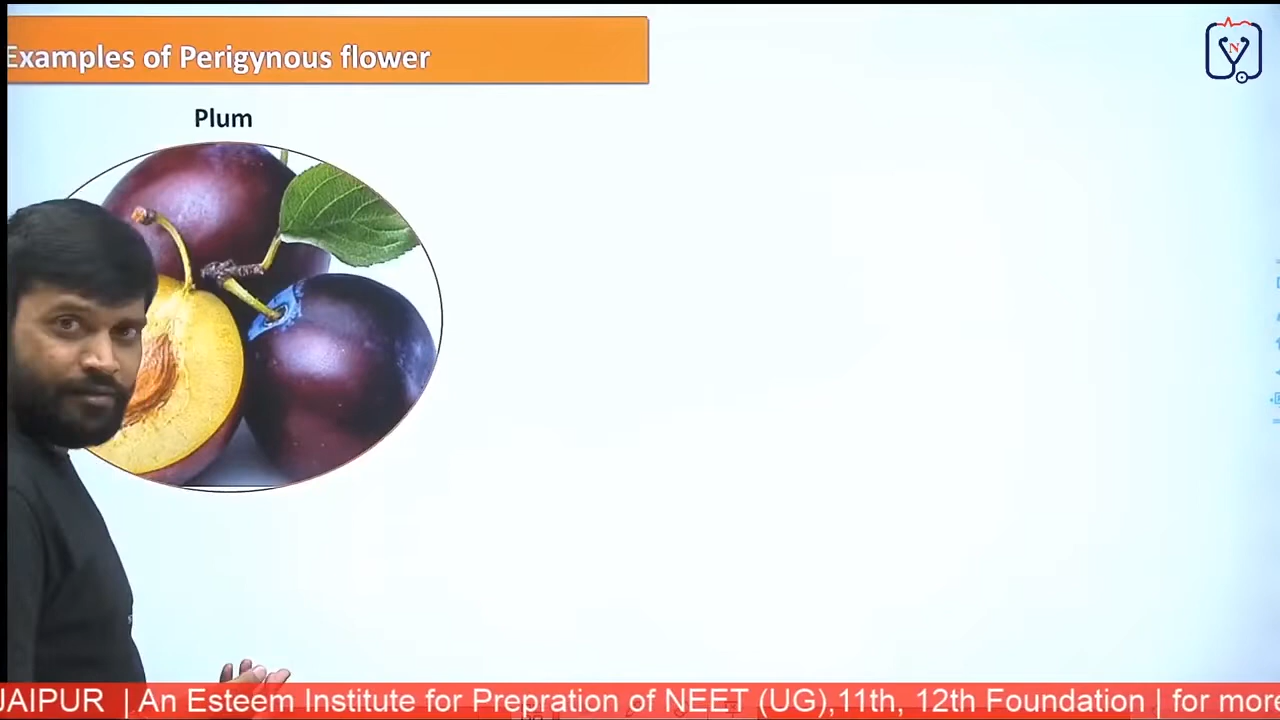 Examples of Perigynous flower
Plum
N
JAIPUR | An Esteem Institute for Prepration of NEET (UG),11th, 12th Foundation | for more